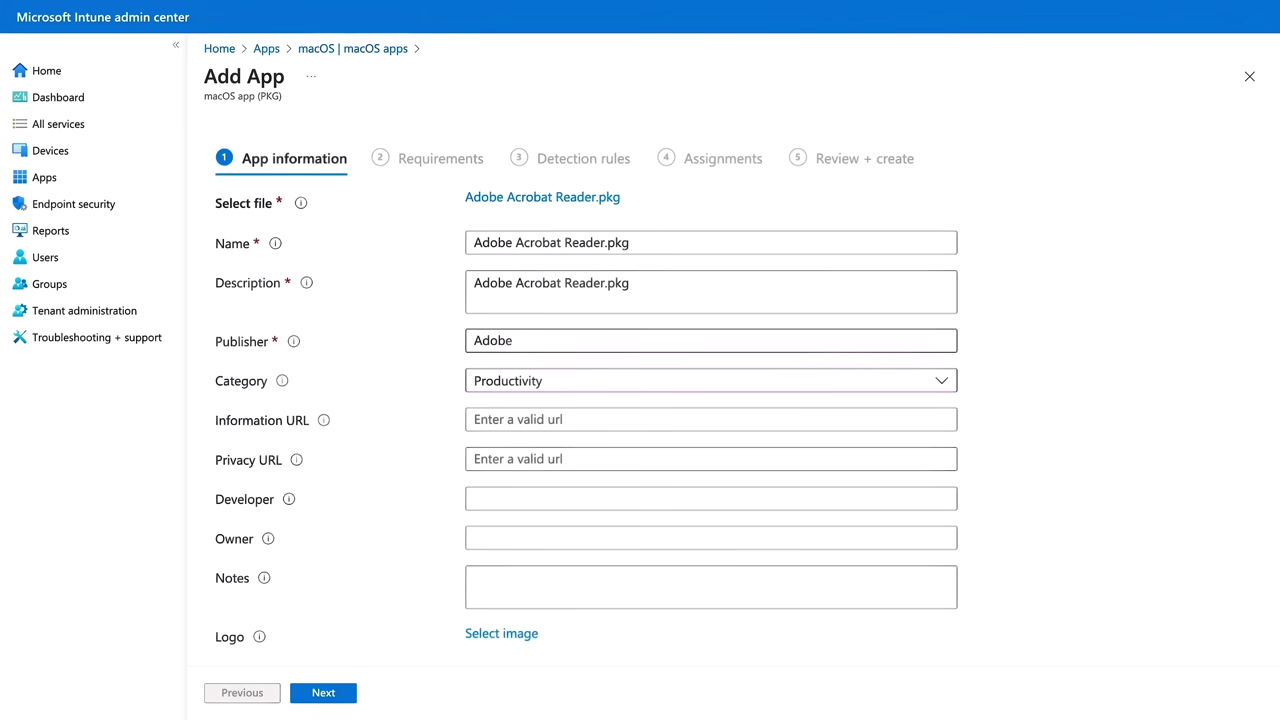 Microsoft Intune admin center
«
Home
Dashboard
All services
Devices
Apps
Endpoint security
Reports
Users
Groups
Tenant administration
Troubleshooting + support
Home > Apps > macOS | macOS apps >
Add App ...
macOS app (PKG)
1 App information 2 Requirements 3 Detection rules 4 Assignments 5 Review + create
Select file * Adobe Acrobat Reader.pkg
Name * Adobe Acrobat Reader.pkg
Description * Adobe Acrobat Reader.pkg
Publisher * Adobe
Category Productivity
Information URL Enter a valid url
Privacy URL Enter a valid url
Developer
Owner
Notes
Logo Select image
Previous Next